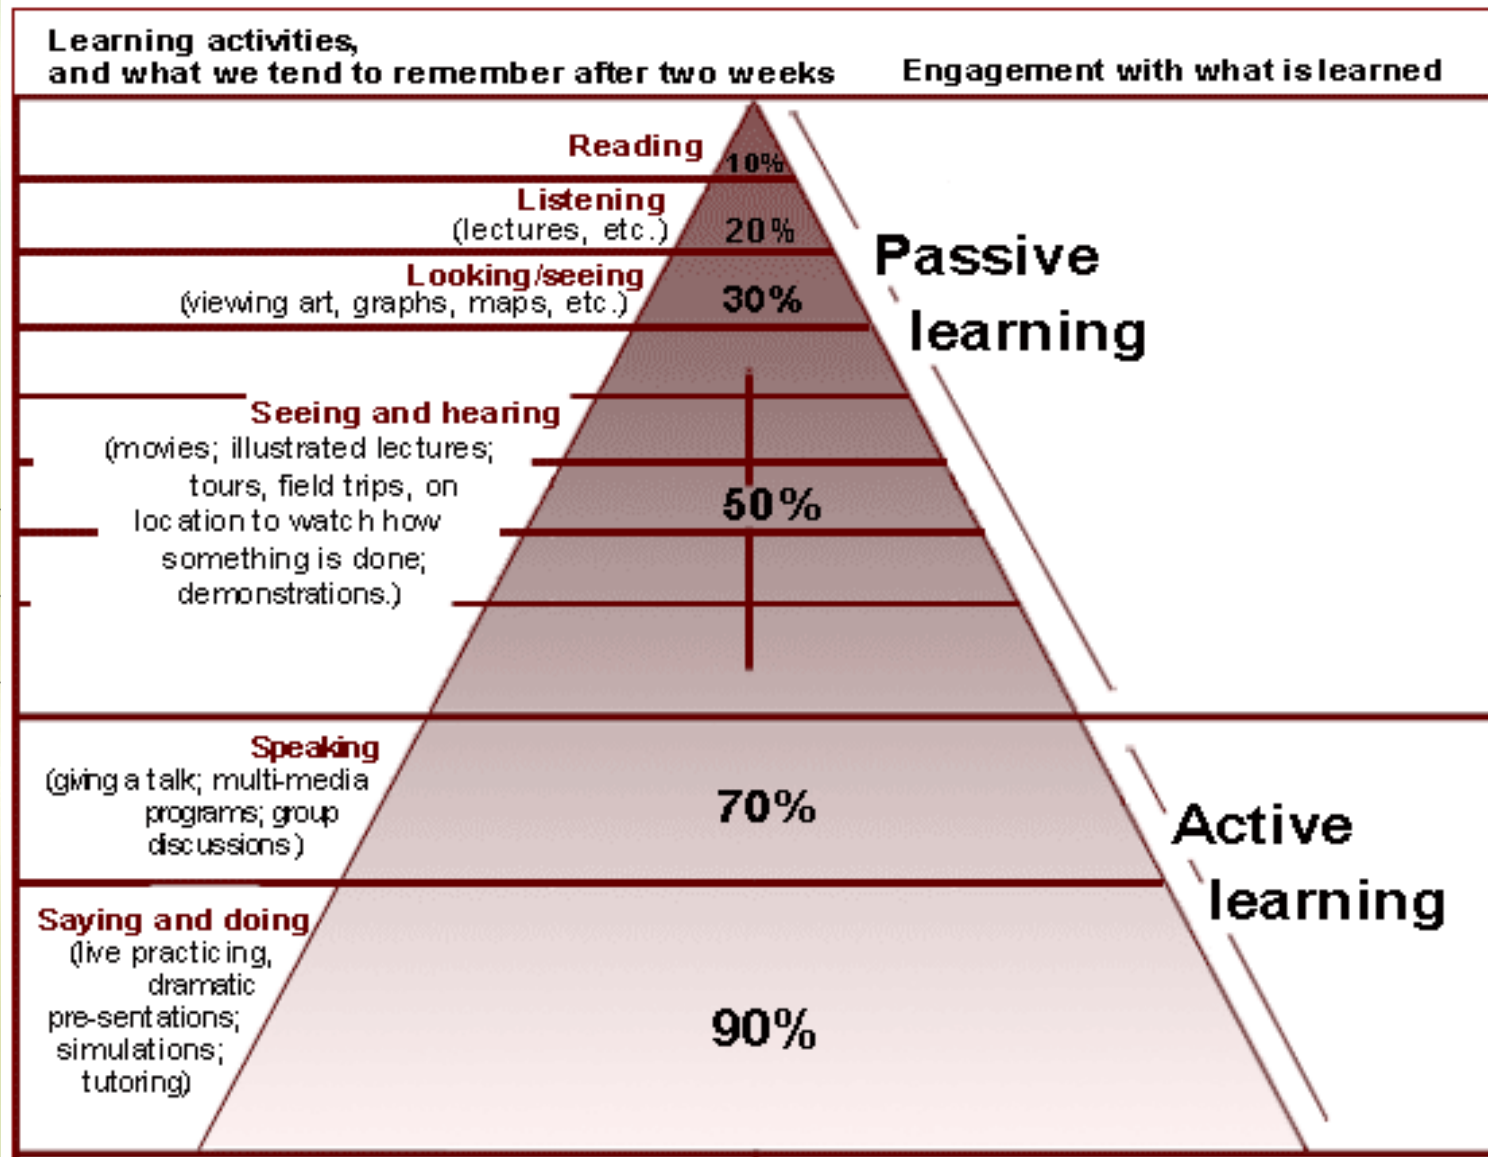 Learning activities,
and what we tend to remember after two weeks
Engagement with what is learned
Reading
10%
Listening
(lectures, etc.)
20%
Looking/seeing
(viewing art, graphs, maps, etc.)
30%
Passive
learning
Seeing and hearing
(movies; illustrated lectures;
tours, field trips, on
location to watch how
something is done;
demonstrations.)
50%
Speaking
(giving a talk; multi-media
programs; group
discussions)
70%
Active
learning
Saying and doing
(live practicing,
dramatic
pre-sentations;
simulations;
tutoring)
90%